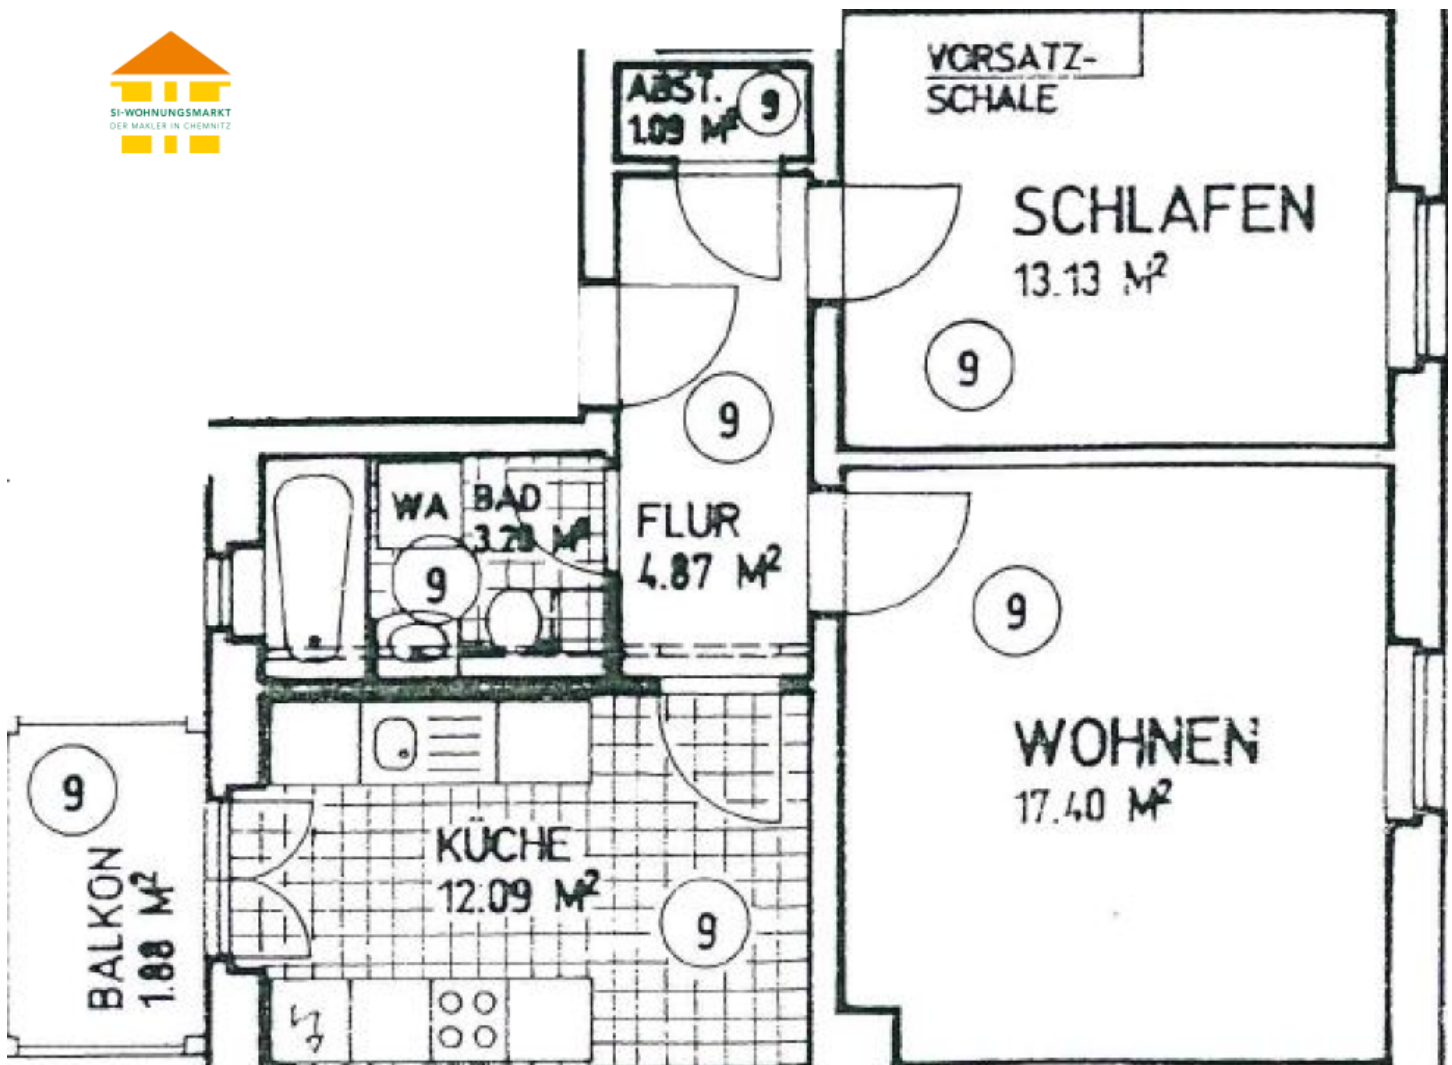 SI-WOHNUNGSMARKT
DER MAKLER IN CHEMNITZ
ABST.
1.09 M²
9
VORSATZ-
SCHALE
SCHLAFEN
13.13 M²
9
9
WA
BAD
M²
9
FLUR
4.87 M²
9
WOHNEN
17.40 M²
9
BALKON
1.88 M²
KÜCHE
12.09 M²
9